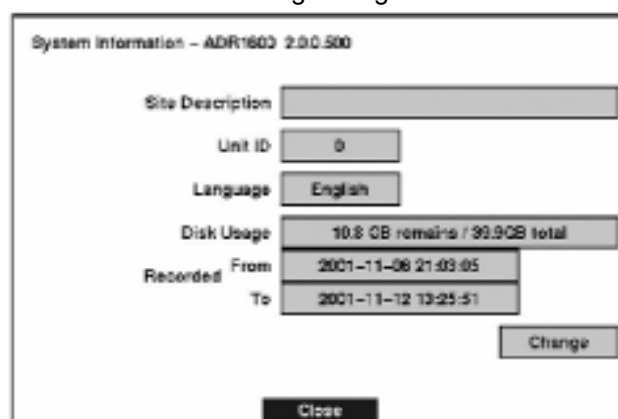 System Information – ADR1600 2.0.0.500
Site Description
Unit ID 0
Language English
Disk Usage 10.8 GB remains / 39.9GB total
Recorded From 2001-11-06 21:03:05
To 2001-11-12 13:25:51
Change
Close